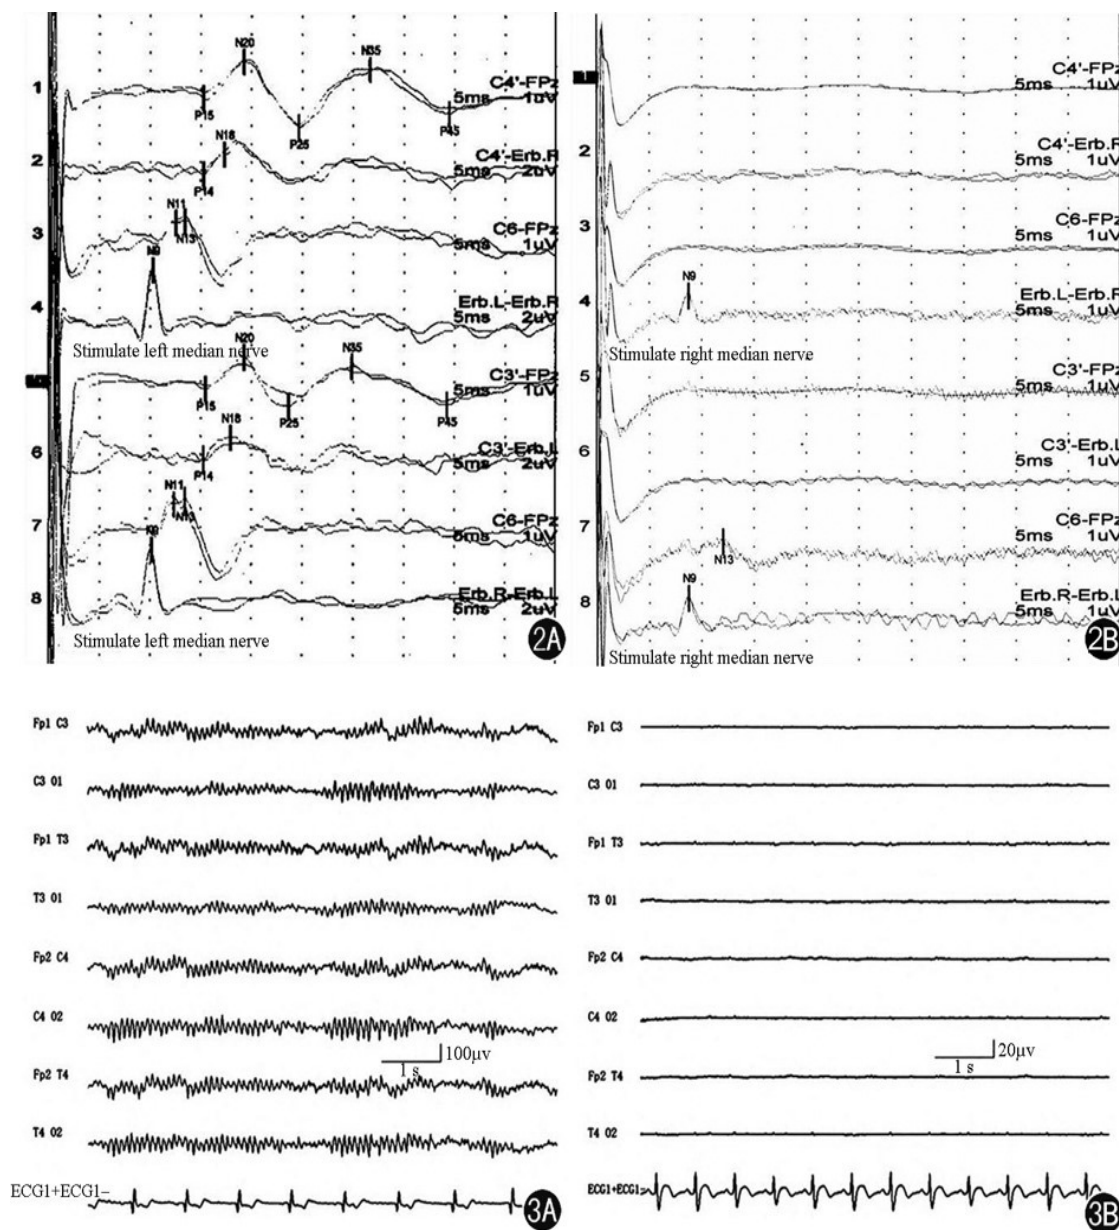 N20
N35
1
C4'-FPz
5ms 1uV
P15
P25
P45
N18
2
C4'-Erb.R
5ms 2uV
P14
N11
3
C6-FPz
N13
5ms 1uV
N9
4
Erb.L-Erb.R
5ms 2uV
Stimulate left median nerve
N20
N35
C3'-FPz
5ms 1uV
P15
P25
P45
N18
6
C3'-Erb.L
5ms 2uV
P14
N11
7
C6-FPz
N13
5ms 1uV
N9
8
Erb.R-Erb.L
5ms 2uV
Stimulate left median nerve
2A
C4'-FPz
5ms 1uV
2
C4'-Erb.R
5ms 1uV
3
C6-FPz
5ms 1uV
N9
4
Erb.L-Erb.R
5ms 1uV
Stimulate right median nerve
5
C3'-FPz
5ms 1uV
6
C3'-Erb.L
5ms 1uV
7
C6-FPz
5ms 1uV
N13
N9
8
Erb.R-Erb.L
5ms 1uV
Stimulate right median nerve
2B
Fp1 C3
C3 O1
Fp1 T3
T3 O1
Fp2 C4
C4 O2
100μv
1 s
Fp2 T4
T4 O2
ECG1+ECG1-
3A
Fp1 C3
C3 O1
Fp1 T3
T3 O1
Fp2 C4
C4 O2
20μv
1 s
Fp2 T4
T4 O2
ECG1+ECG1-
3B